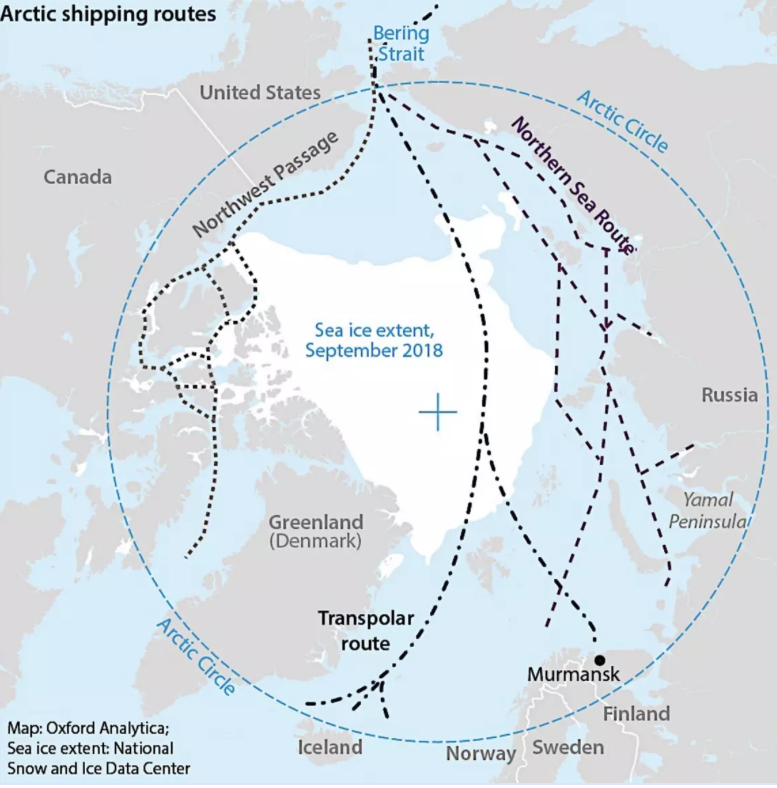 Arctic shipping routes
Bering
Strait
United States
Arctic Circle
Northern Sea Route
Northwest Passage
Canada
Sea ice extent,
September 2018
Russia
Yamal
Peninsula
Greenland
(Denmark)
Transpolar
route
Arctic Circle
Murmansk
Finland
Map: Oxford Analytica;
Sea ice extent: National
Snow and Ice Data Center
Iceland
Norway
Sweden